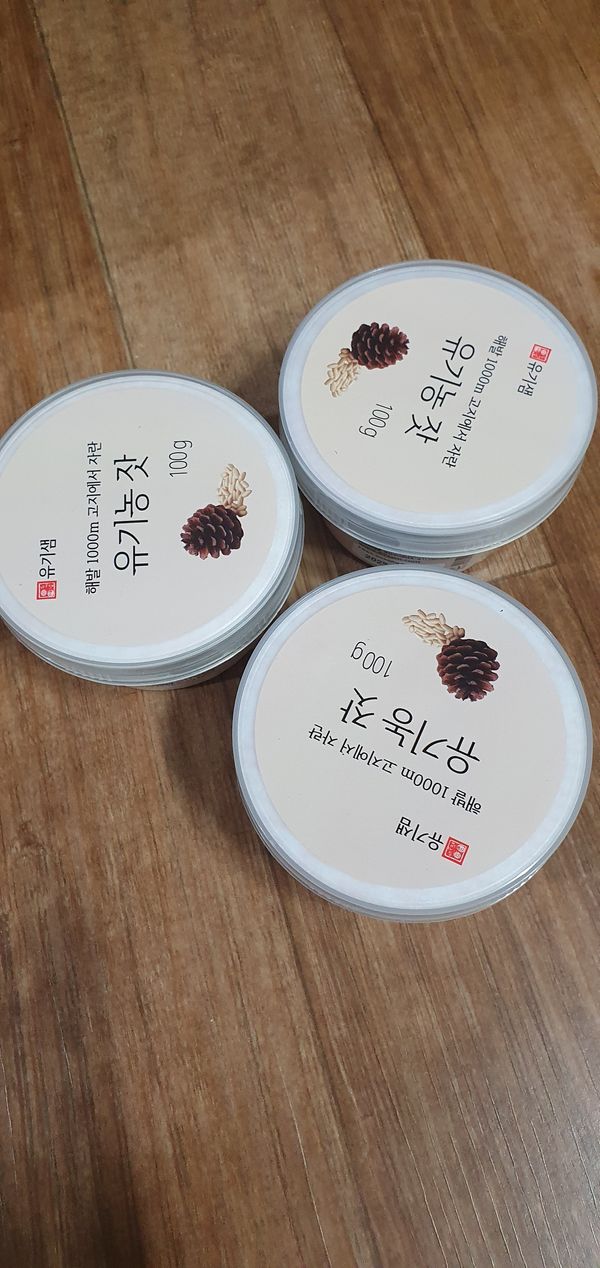 유기샘
해발 1000m 고지에서 자란
유기농 잣
100g
유기샘
해발 1000m 고지에서 자란
유기농 잣
100g
유기샘
해발 1000m 고지에서 자란
유기농 잣
100g